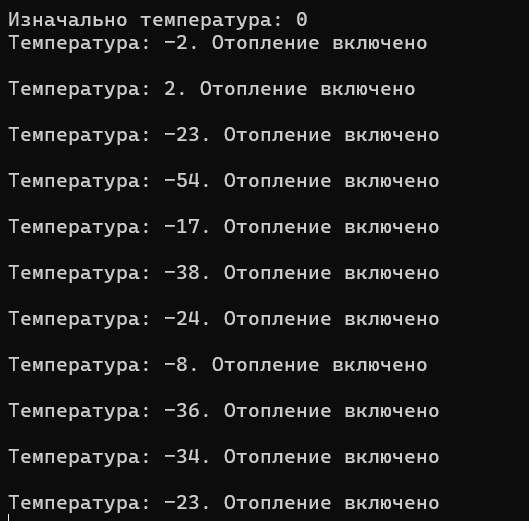 Изначально температура: 0
Температура: -2. Отопление включено
Температура: 2. Отопление включено
Температура: -23. Отопление включено
Температура: -54. Отопление включено
Температура: -17. Отопление включено
Температура: -38. Отопление включено
Температура: -24. Отопление включено
Температура: -8. Отопление включено
Температура: -36. Отопление включено
Температура: -34. Отопление включено
Температура: -23. Отопление включено